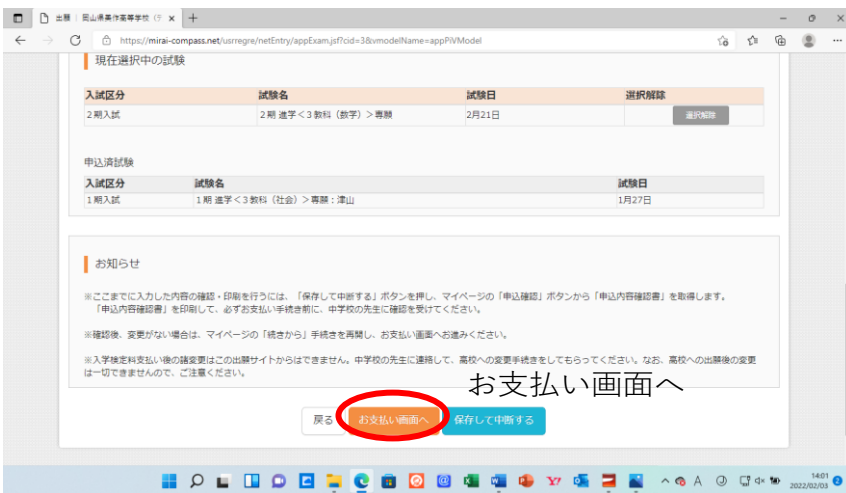 出願｜岡山県美作高等学校（
https://mirai-compass.net/usrregre/netEntry/appExam.jsf?cid=3&vmodelName=appPiVModel
現在選択中の試験
入試区分 試験名 試験日 選択解除
2期入試 2期 進学＜3教科（数学）＞専願 2月21日 選択解除
申込済試験
入試区分 試験名 試験日
1期入試 1期 進学＜3教科（社会）＞専願：津山 1月27日
お知らせ
※ここまでに入力した内容の確認・印刷を行うには、「保存して中断する」ボタンを押し、マイページの「申込確認」ボタンから「申込内容確認書」を取得します。
「申込内容確認書」を印刷して、必ずお支払い手続き前に、中学校の先生に確認を受けてください。
※確認後、変更がない場合は、マイページの「続きから」手続きを再開し、お支払い画面へお進みください。
※入学検定料支払い後の諸変更はこの出願サイトからはできません。中学校の先生に連絡して、高校への変更手続きをしてもらってください。なお、高校への出願後の変更
は一切できませんので、ご注意ください。
お支払い画面へ
戻る お支払い画面へ 保存して中断する
A 14:01
2022/02/03 2